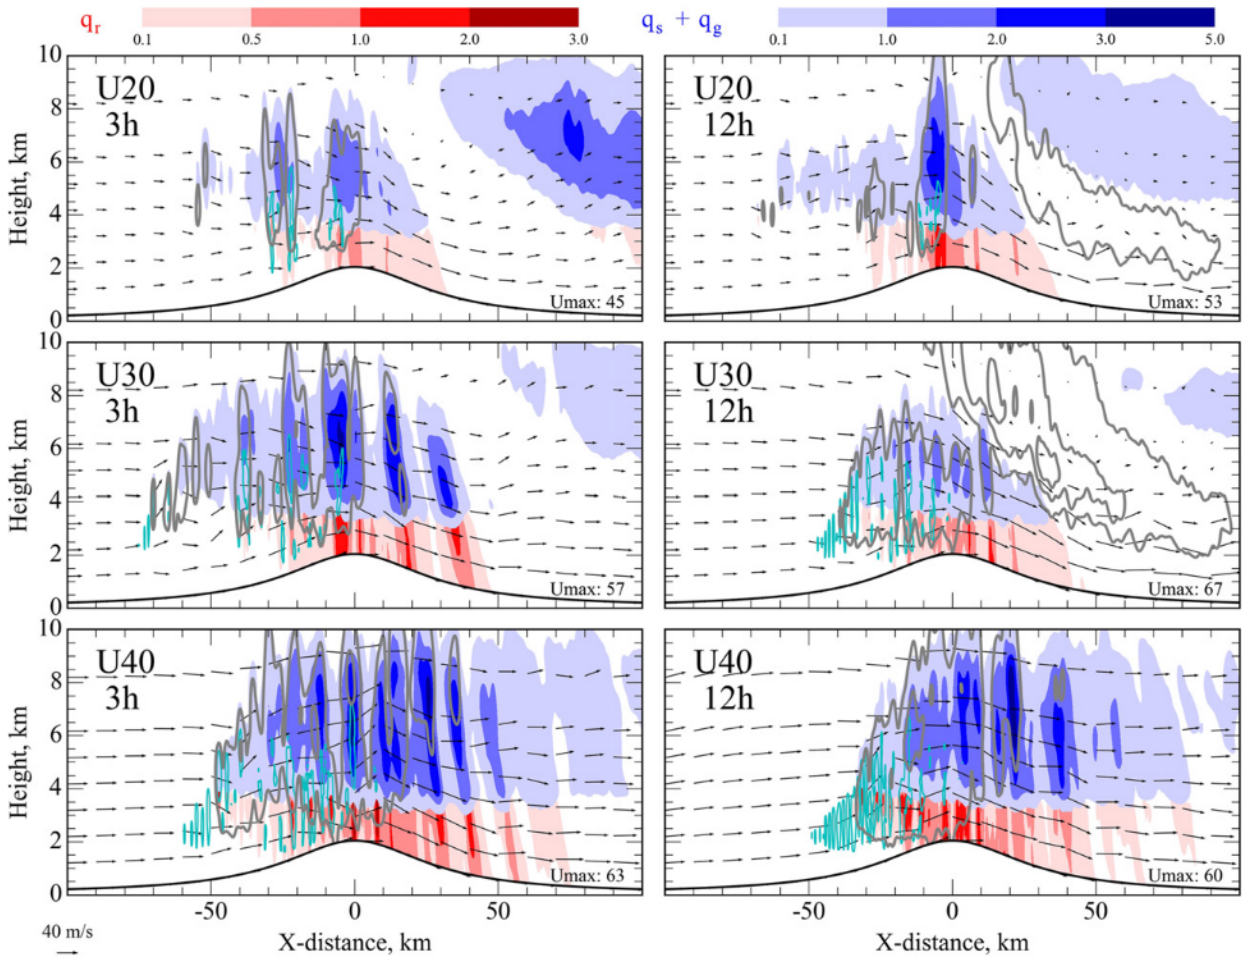 q_r q_s + q_g
0.1 0.5 1.0 2.0 3.0 0.1 1.0 2.0 3.0 5.0
10
8
6
4
2
0
Height, km
U20
3h
Umax: 45
U20
12h
Umax: 53
10
8
6
4
2
0
Height, km
U30
3h
Umax: 57
U30
12h
Umax: 67
10
8
6
4
2
0
Height, km
U40
3h
Umax: 63
U40
12h
Umax: 60
-50 0 50 -50 0 50
X-distance, km X-distance, km
40 m/s